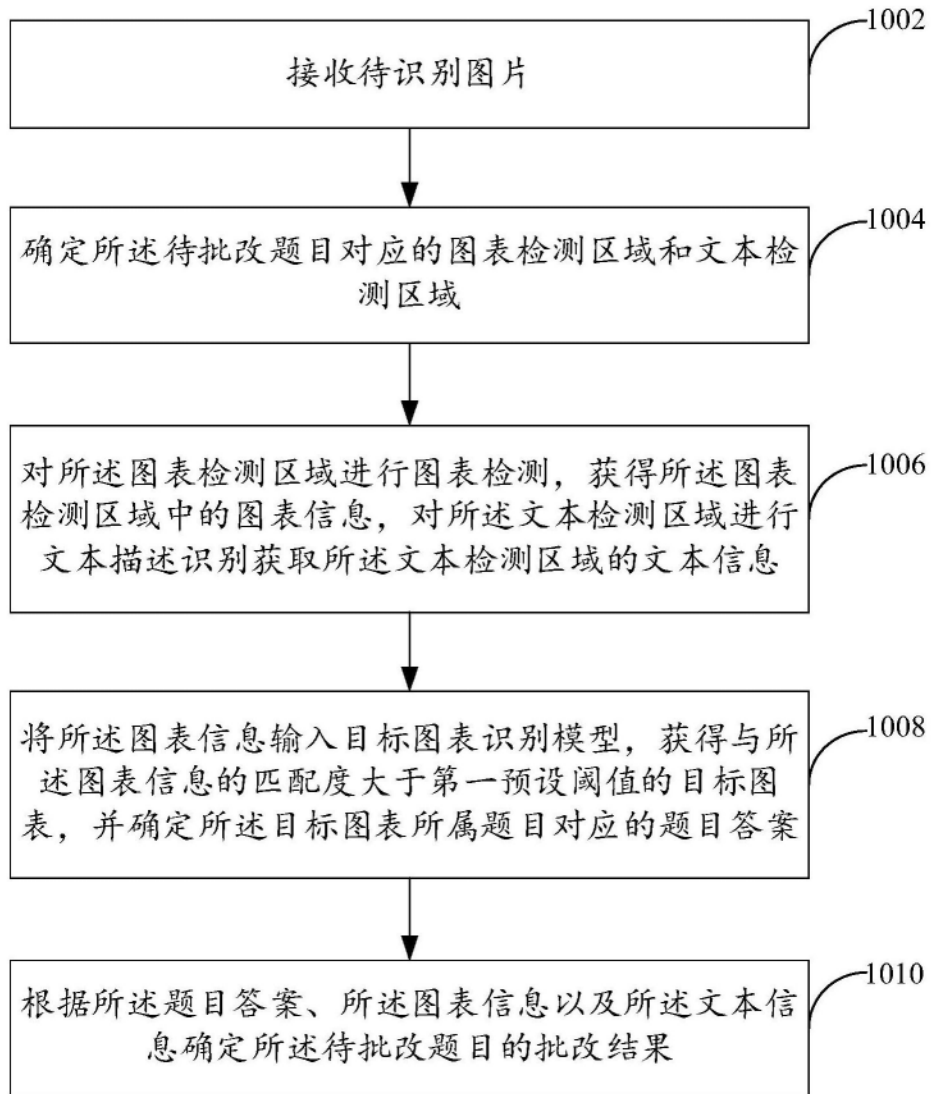 1002
接收待识别图片
1004
确定所述待批改题目对应的图表检测区域和文本检
测区域
1006
对所述图表检测区域进行图表检测，获得所述图表
检测区域中的图表信息，对所述文本检测区域进行
文本描述识别获取所述文本检测区域的文本信息
1008
将所述图表信息输入目标图表识别模型，获得与所
述图表信息的匹配度大于第一预设阈值的目标图
表，并确定所述目标图表所属题目对应的题目答案
1010
根据所述题目答案、所述图表信息以及所述文本信
息确定所述待批改题目的批改结果